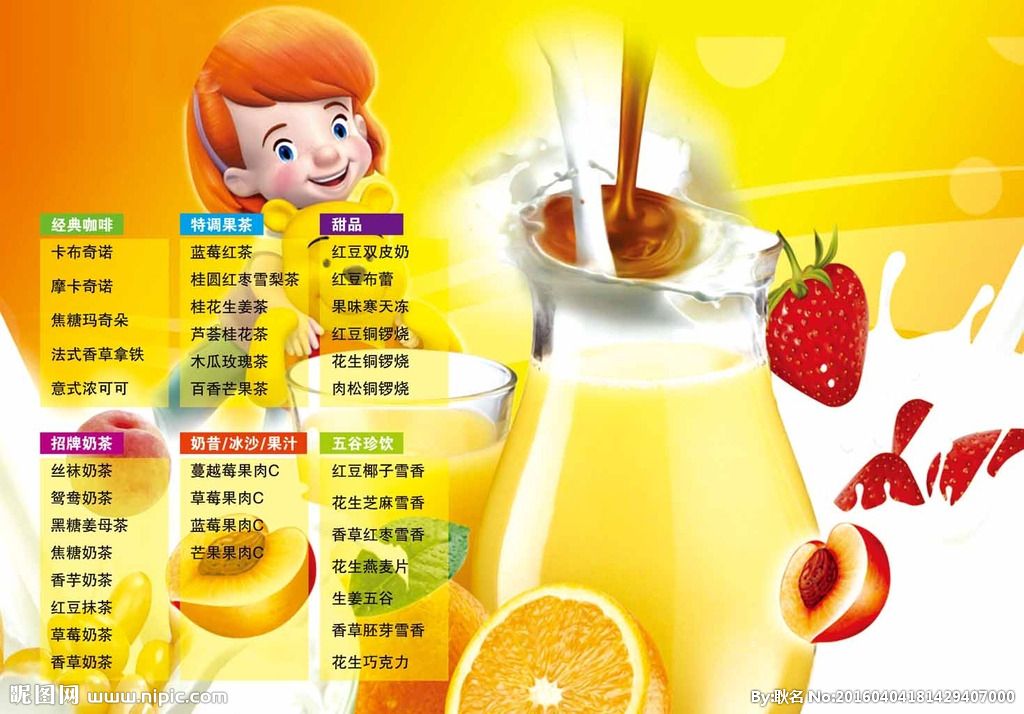 经典咖啡
卡布奇诺
摩卡奇诺
焦糖玛奇朵
法式香草拿铁
意式浓可可
特调果茶
蓝莓红茶
桂圆红枣雪梨茶
桂花生姜茶
芦荟桂花茶
木瓜玫瑰茶
百香芒果茶
甜品
红豆双皮奶
红豆布蕾
果味寒天冻
红豆铜锣烧
花生铜锣烧
肉松铜锣烧
招牌奶茶
丝袜奶茶
鸳鸯奶茶
黑糖姜母茶
焦糖奶茶
香芋奶茶
红豆抹茶
草莓奶茶
香草奶茶
奶昔/冰沙/果汁
蔓越莓果肉C
草莓果肉C
蓝莓果肉C
芒果果肉C
五谷珍饮
红豆椰子雪香
花生芝麻雪香
香草红枣雪香
花生燕麦片
生姜五谷
香草胚芽雪香
花生巧克力
昵图网 www.nipic.com
By:耿名 No:20160404181429407000